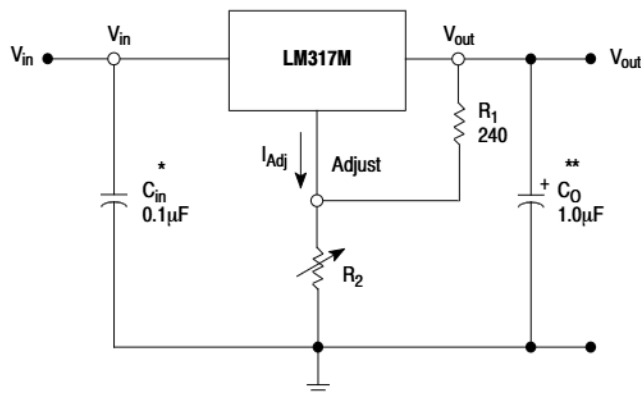 Vin
Vin
LM317M
Vout
Vout
R1
240
IAdj
Adjust
*
Cin
0.1μF
**
+ CO
1.0μF
R2